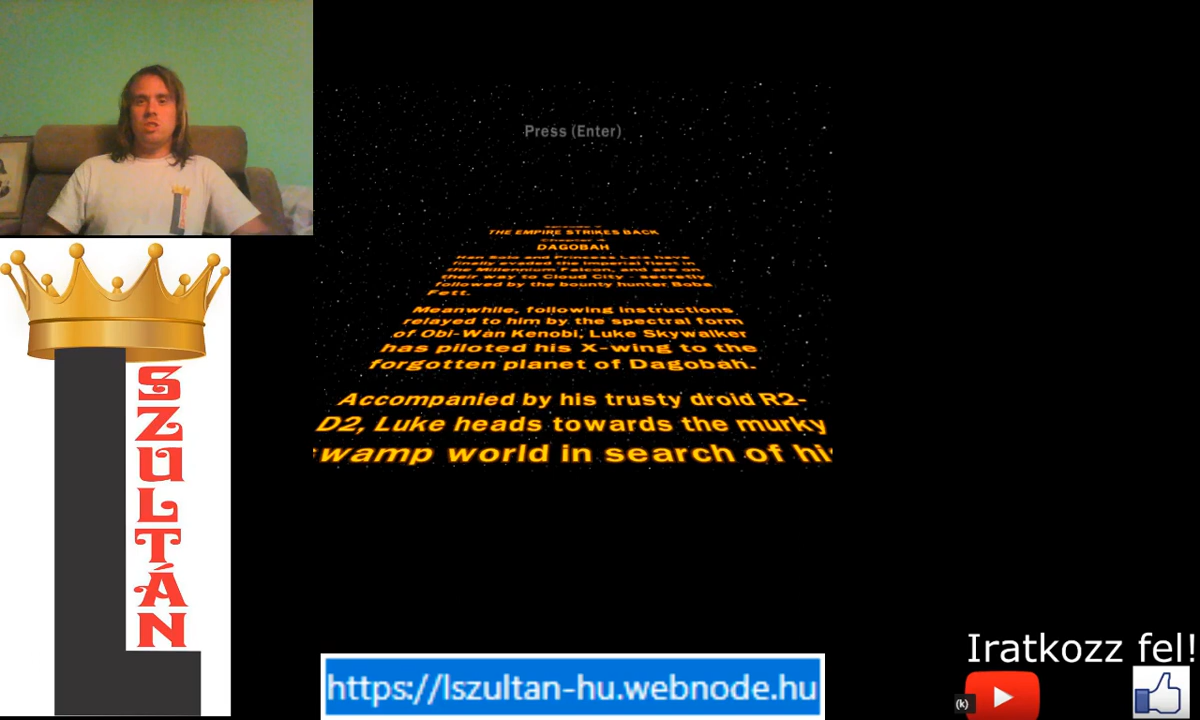 Press (Enter)
THE EMPIRE STRIKES BACK
Chapter 4
DAGOBAH
Han Solo and Princess Leia have
finally evaded the Imperial fleet in
the Millennium Falcon, and are on
their way to Cloud City - secretly
followed by the bounty hunter Boba
Fett.
Meanwhile, following instructions
relayed to him by the spectral form
of Obi-Wan Kenobi, Luke Skywalker
has piloted his X-wing to the
forgotten planet of Dagobah.
Accompanied by his trusty droid R2-
D2, Luke heads towards the murky
swamp world in search of his
L
SZULTÁN
https://lszultan-hu.webnode.hu
Iratkozz fel!
(k)